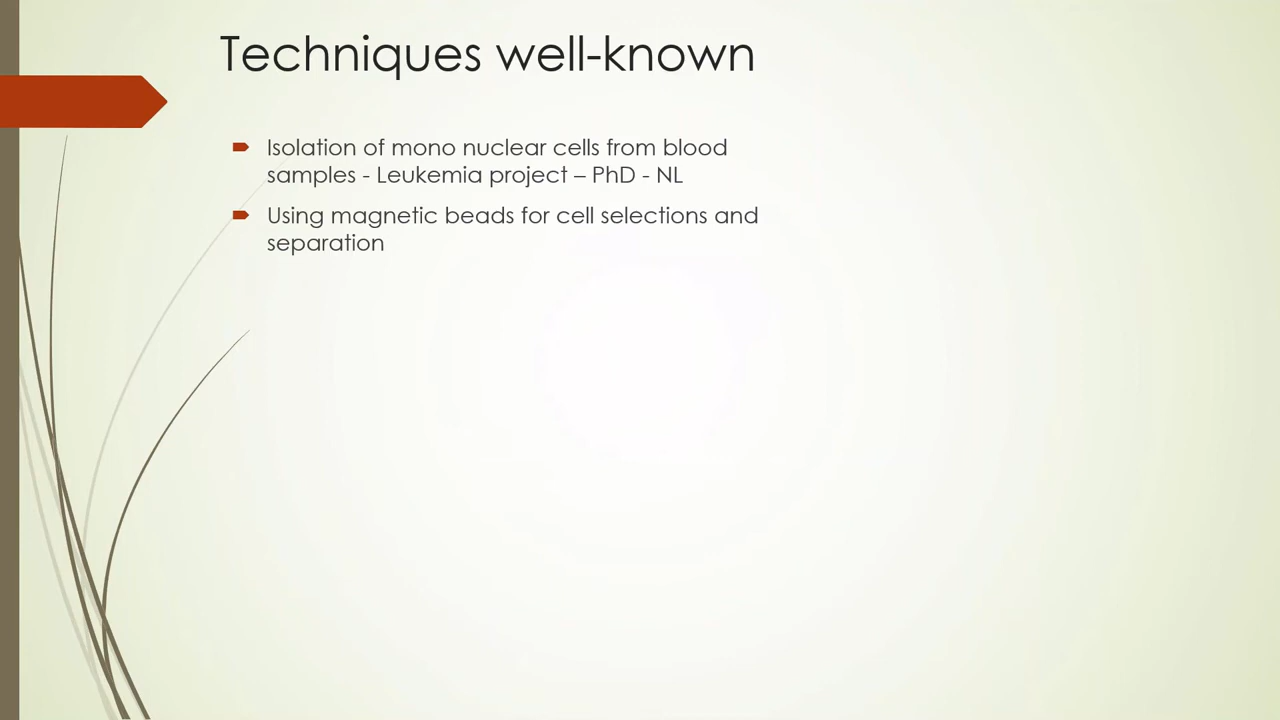 Techniques well-known
Isolation of mono nuclear cells from blood
samples - Leukemia project – PhD - NL
Using magnetic beads for cell selections and
separation